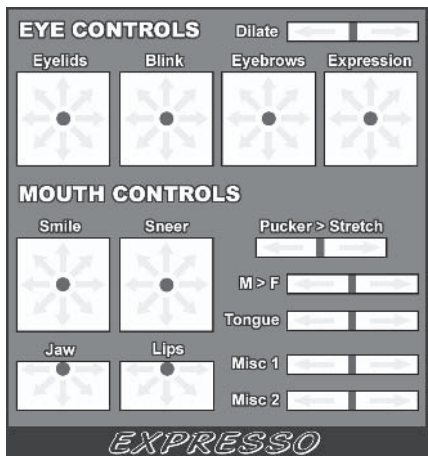 EYE CONTROLS Dilate
Eyelids Blink Eyebrows Expression
MOUTH CONTROLS
Smile Sneer Pucker > Stretch
M > F
Tongue
Jaw Lips
Misc 1
Misc 2
EXPRESSO